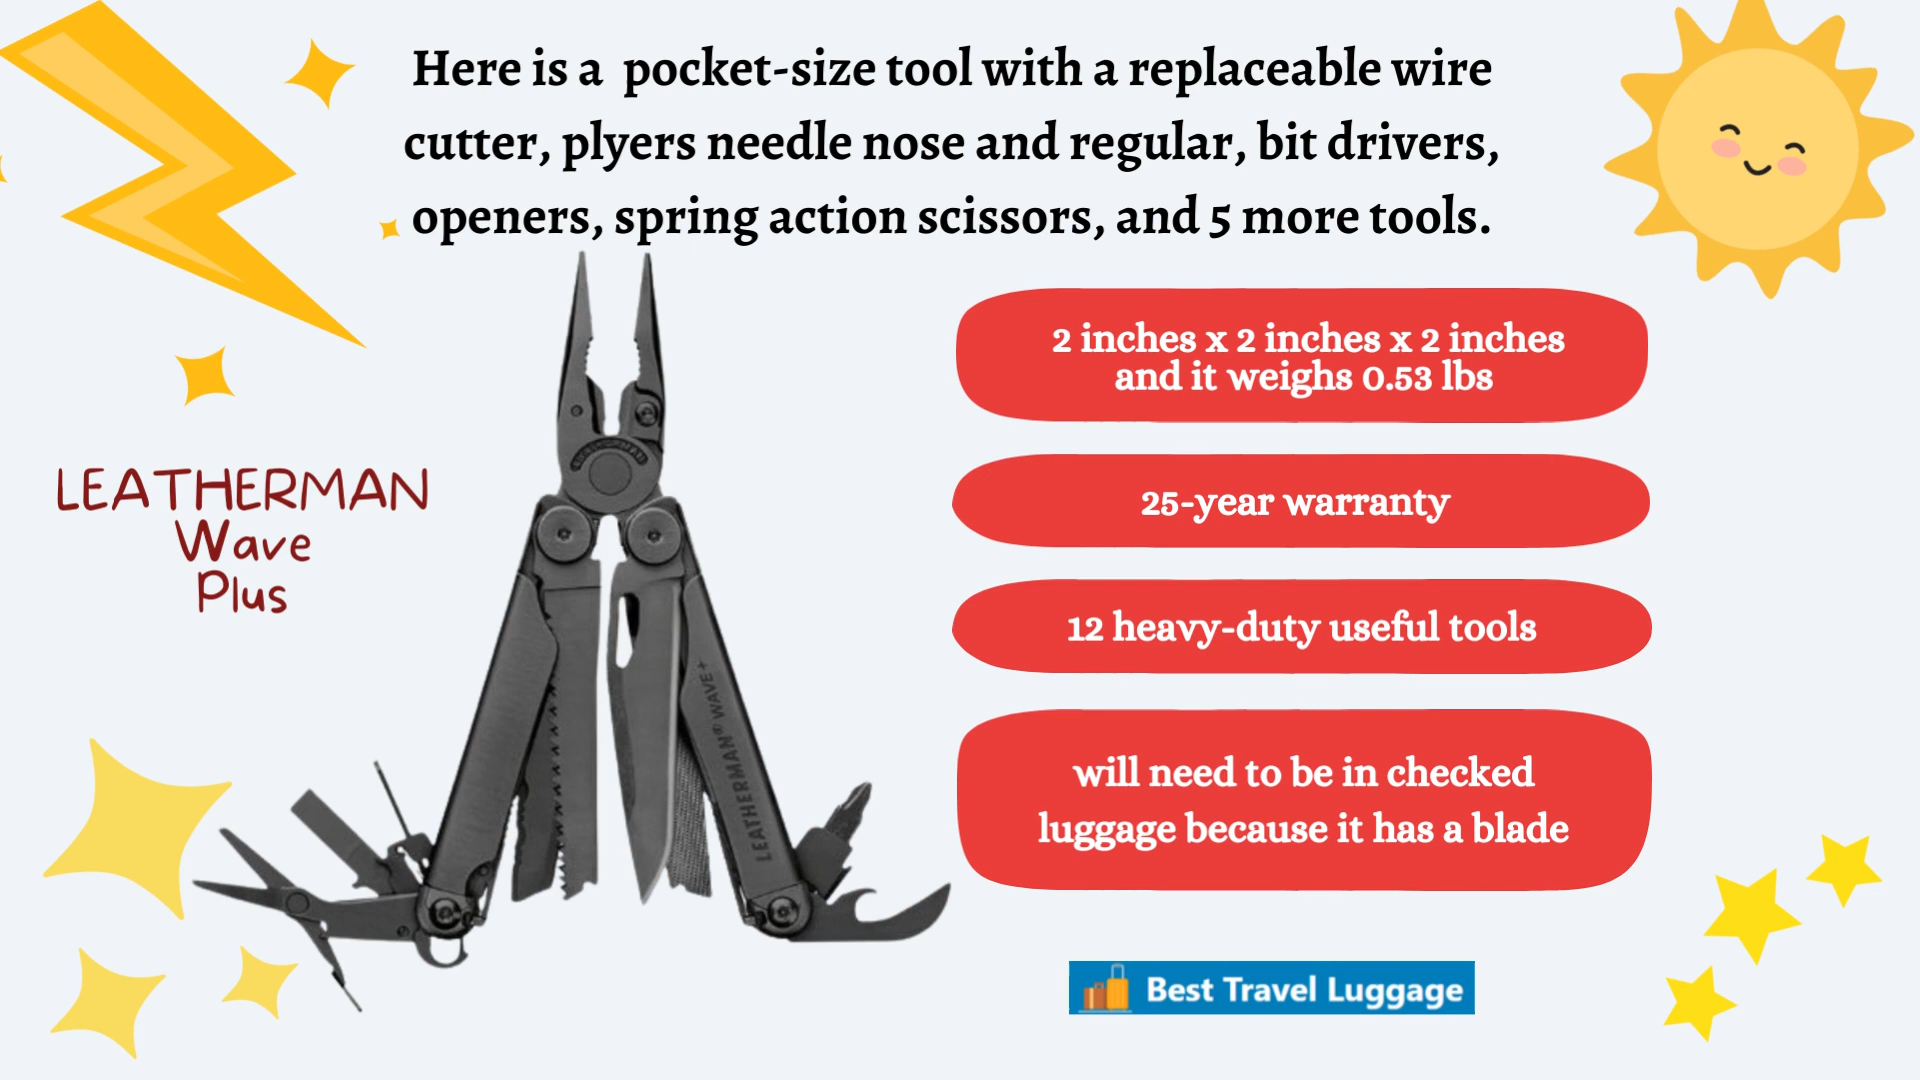 Here is a pocket-size tool with a replaceable wire
cutter, plyers needle nose and regular, bit drivers,
openers, spring action scissors, and 5 more tools.
2 inches x 2 inches x 2 inches
and it weighs 0.53 lbs
25-year warranty
12 heavy-duty useful tools
will need to be in checked
luggage because it has a blade
LEATHERMAN
Wave
Plus
LEATHERMAN
LEATHERMAN® WAVE+
Best Travel Luggage